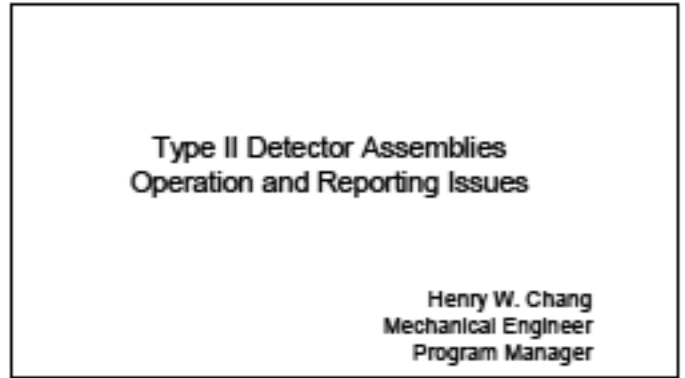 Type II Detector Assemblies
Operation and Reporting Issues
Henry W. Chang
Mechanical Engineer
Program Manager